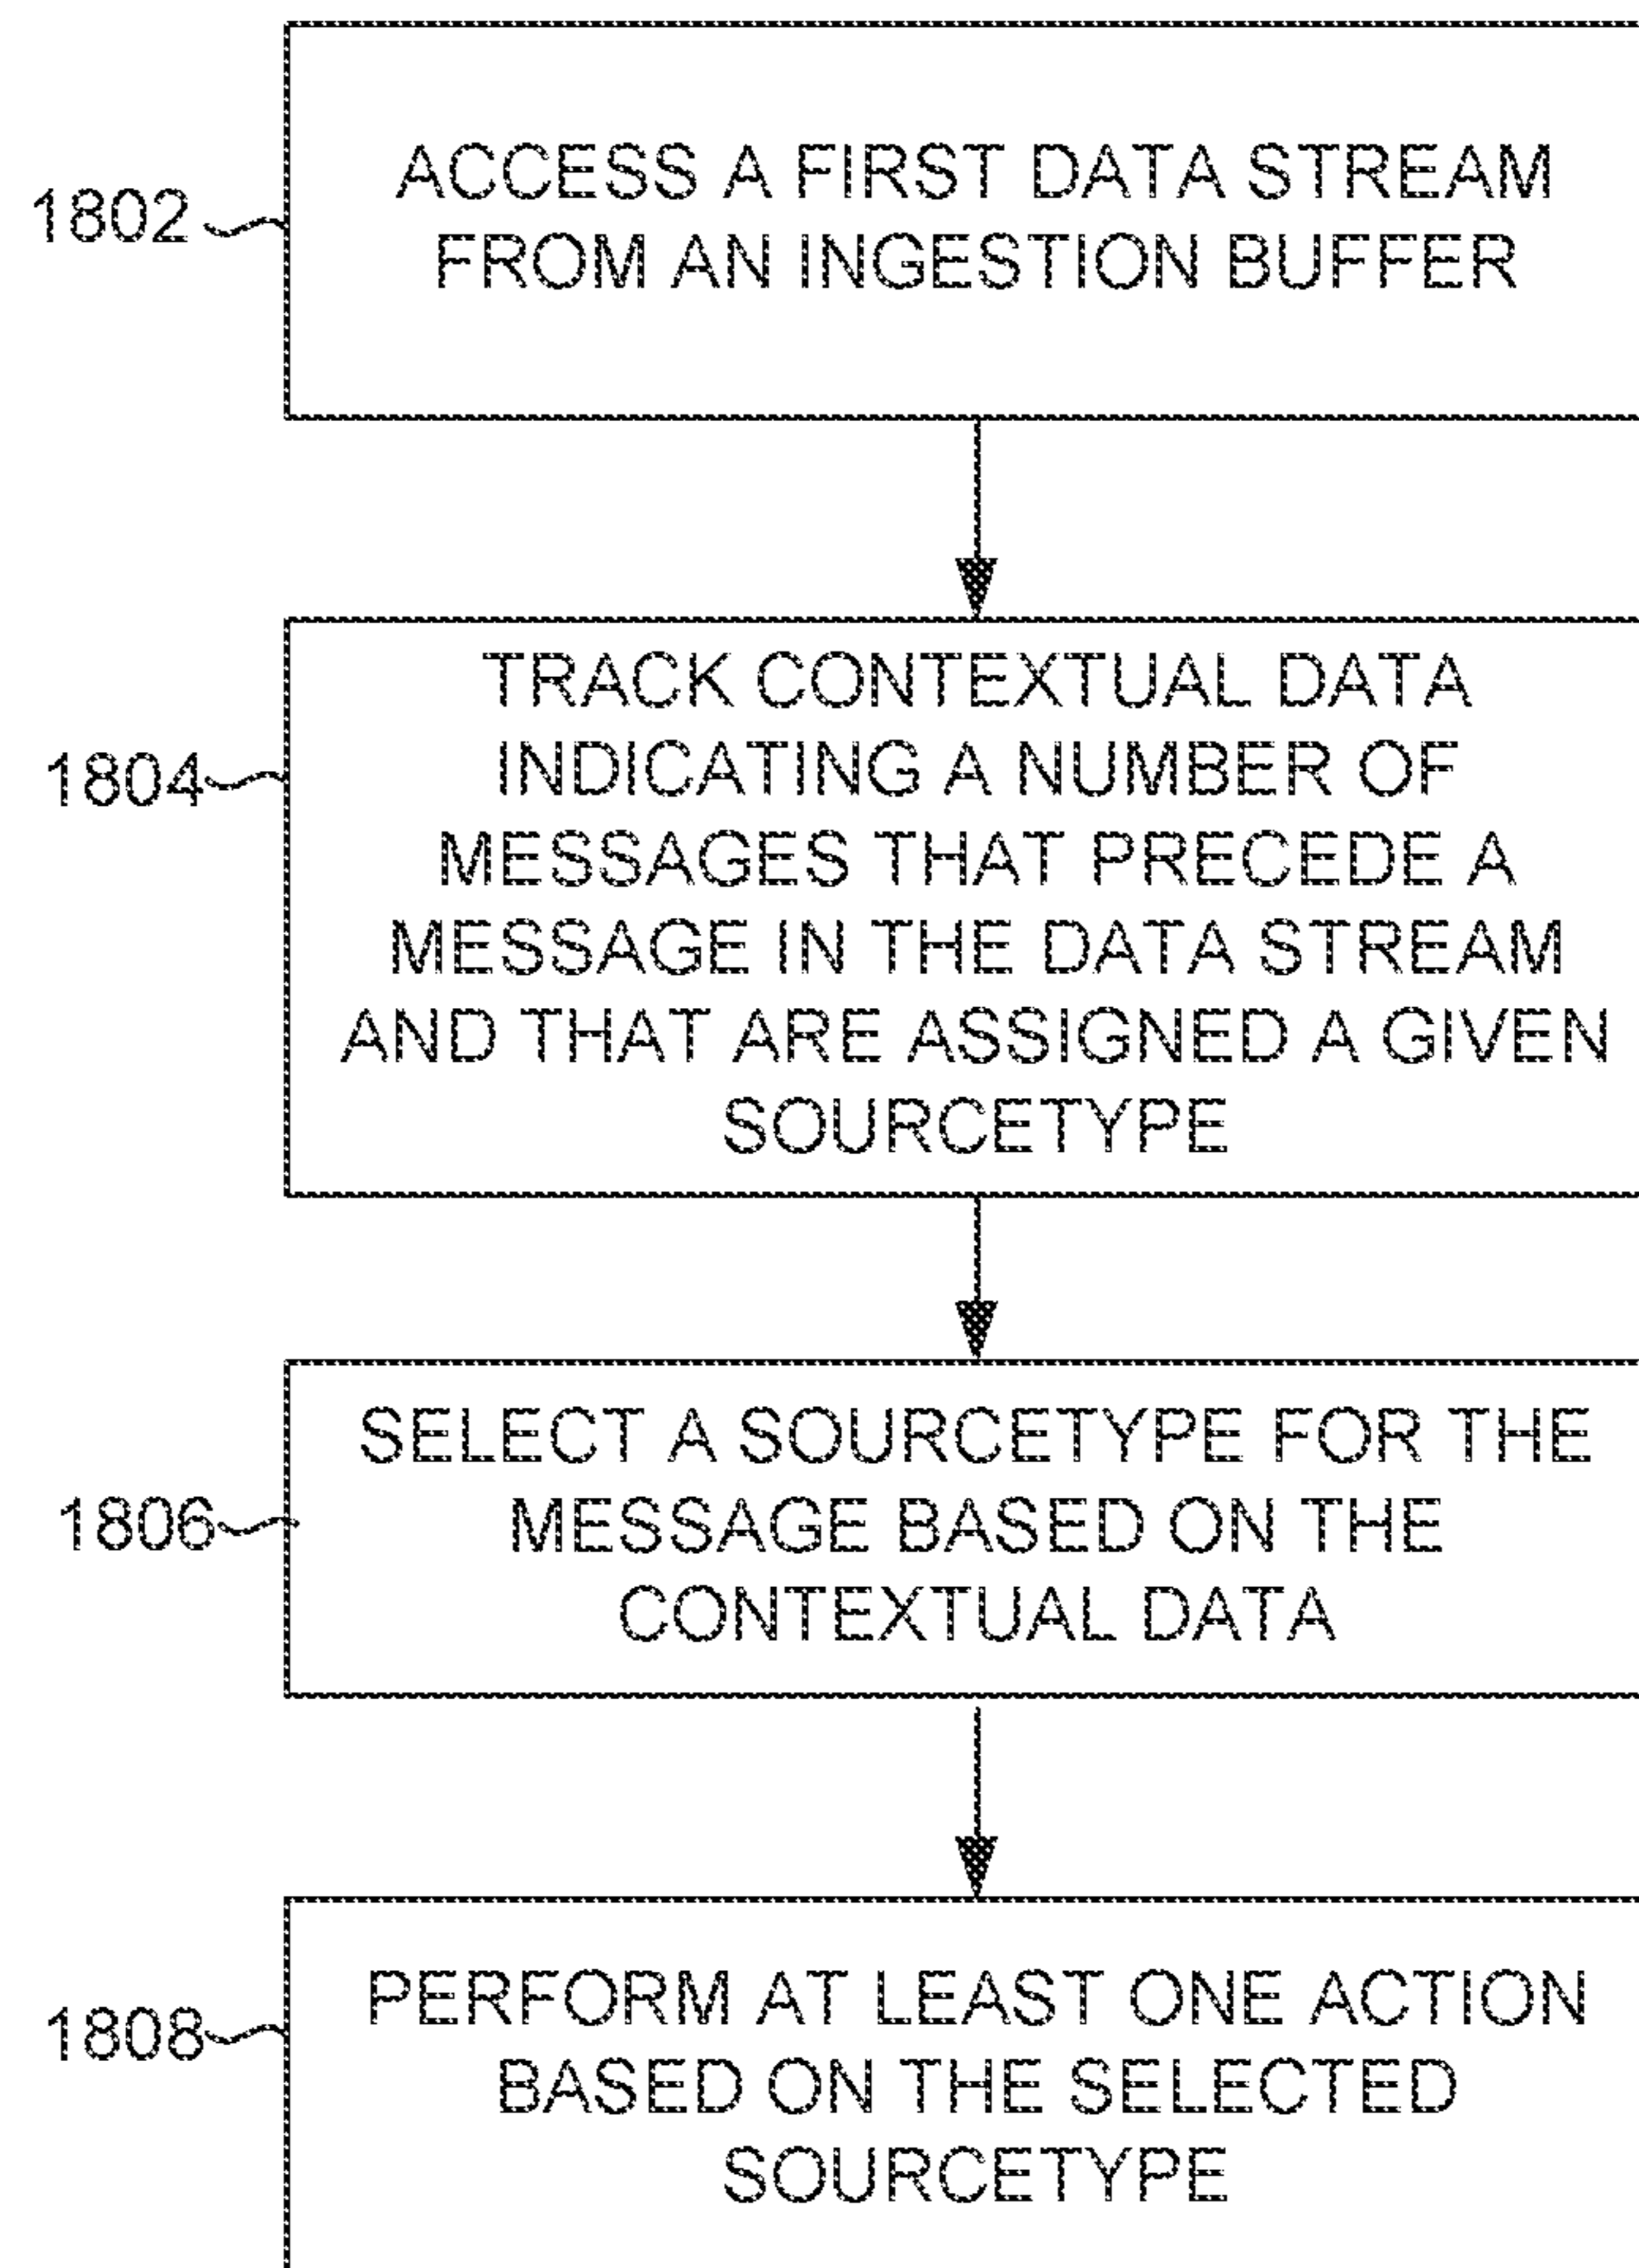 1802
ACCESS A FIRST DATA STREAM
FROM AN INGESTION BUFFER
1804
TRACK CONTEXTUAL DATA
INDICATING A NUMBER OF
MESSAGES THAT PRECEDE A
MESSAGE IN THE DATA STREAM
AND THAT ARE ASSIGNED A GIVEN
SOURCETYPE
1806
SELECT A SOURCETYPE FOR THE
MESSAGE BASED ON THE
CONTEXTUAL DATA
1808
PERFORM AT LEAST ONE ACTION
BASED ON THE SELECTED
SOURCETYPE